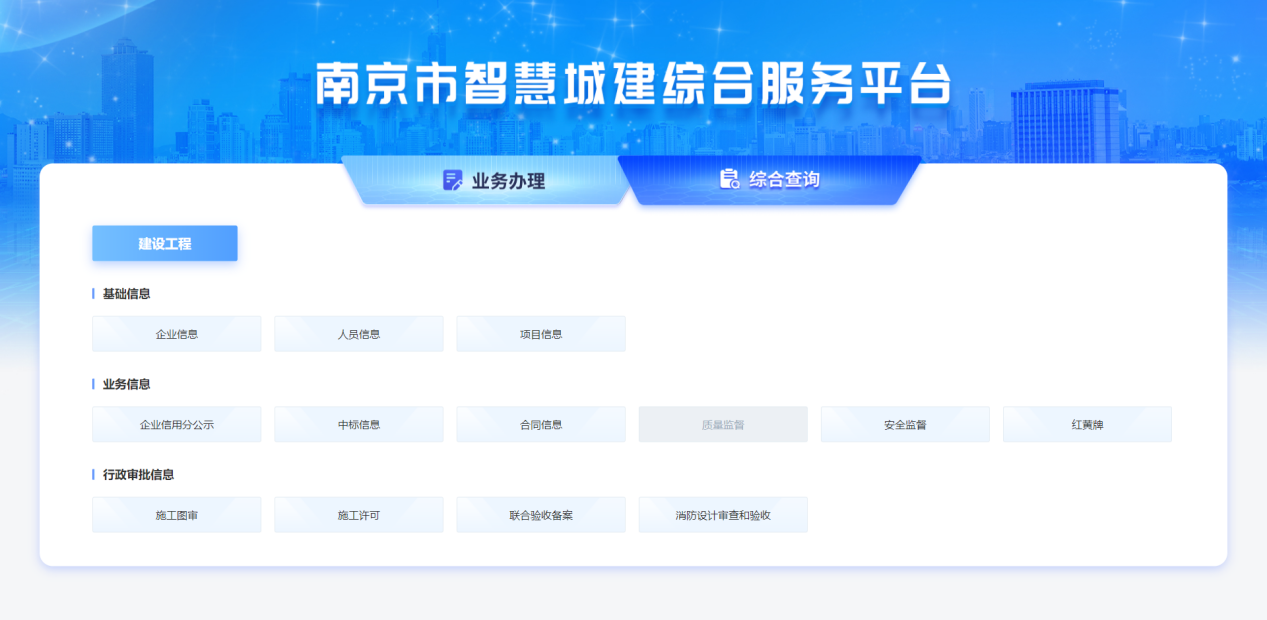 南京市智慧城建综合服务平台
业务办理 综合查询
建设工程
基础信息
企业信息 人员信息 项目信息
业务信息
企业信用分公示 中标信息 合同信息 质量监督 安全监督 红黄牌
行政审批信息
施工图审 施工许可 联合验收备案 消防设计审查和验收